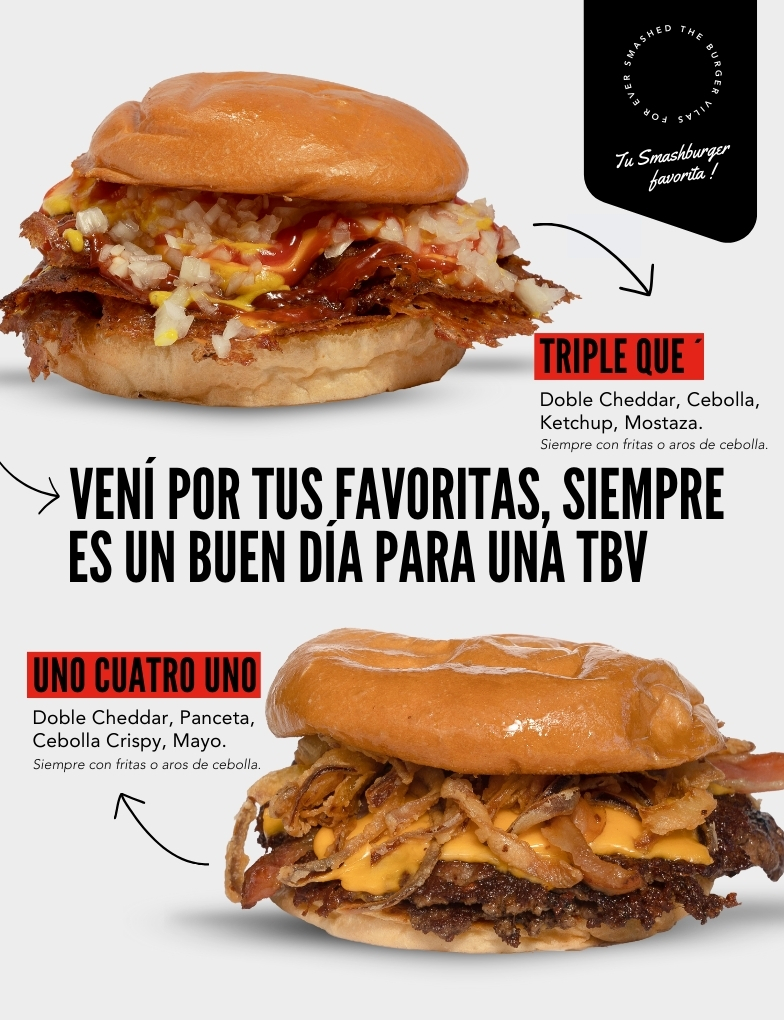 SMASHED THE BURGER VILAS FOR EVER
Tu Smashburger
favorita !
TRIPLE QUE ´
Doble Cheddar, Cebolla,
Ketchup, Mostaza.
Siempre con fritas o aros de cebolla.
VENÍ POR TUS FAVORITAS, SIEMPRE
ES UN BUEN DÍA PARA UNA TBV
UNO CUATRO UNO
Doble Cheddar, Panceta,
Cebolla Crispy, Mayo.
Siempre con fritas o aros de cebolla.